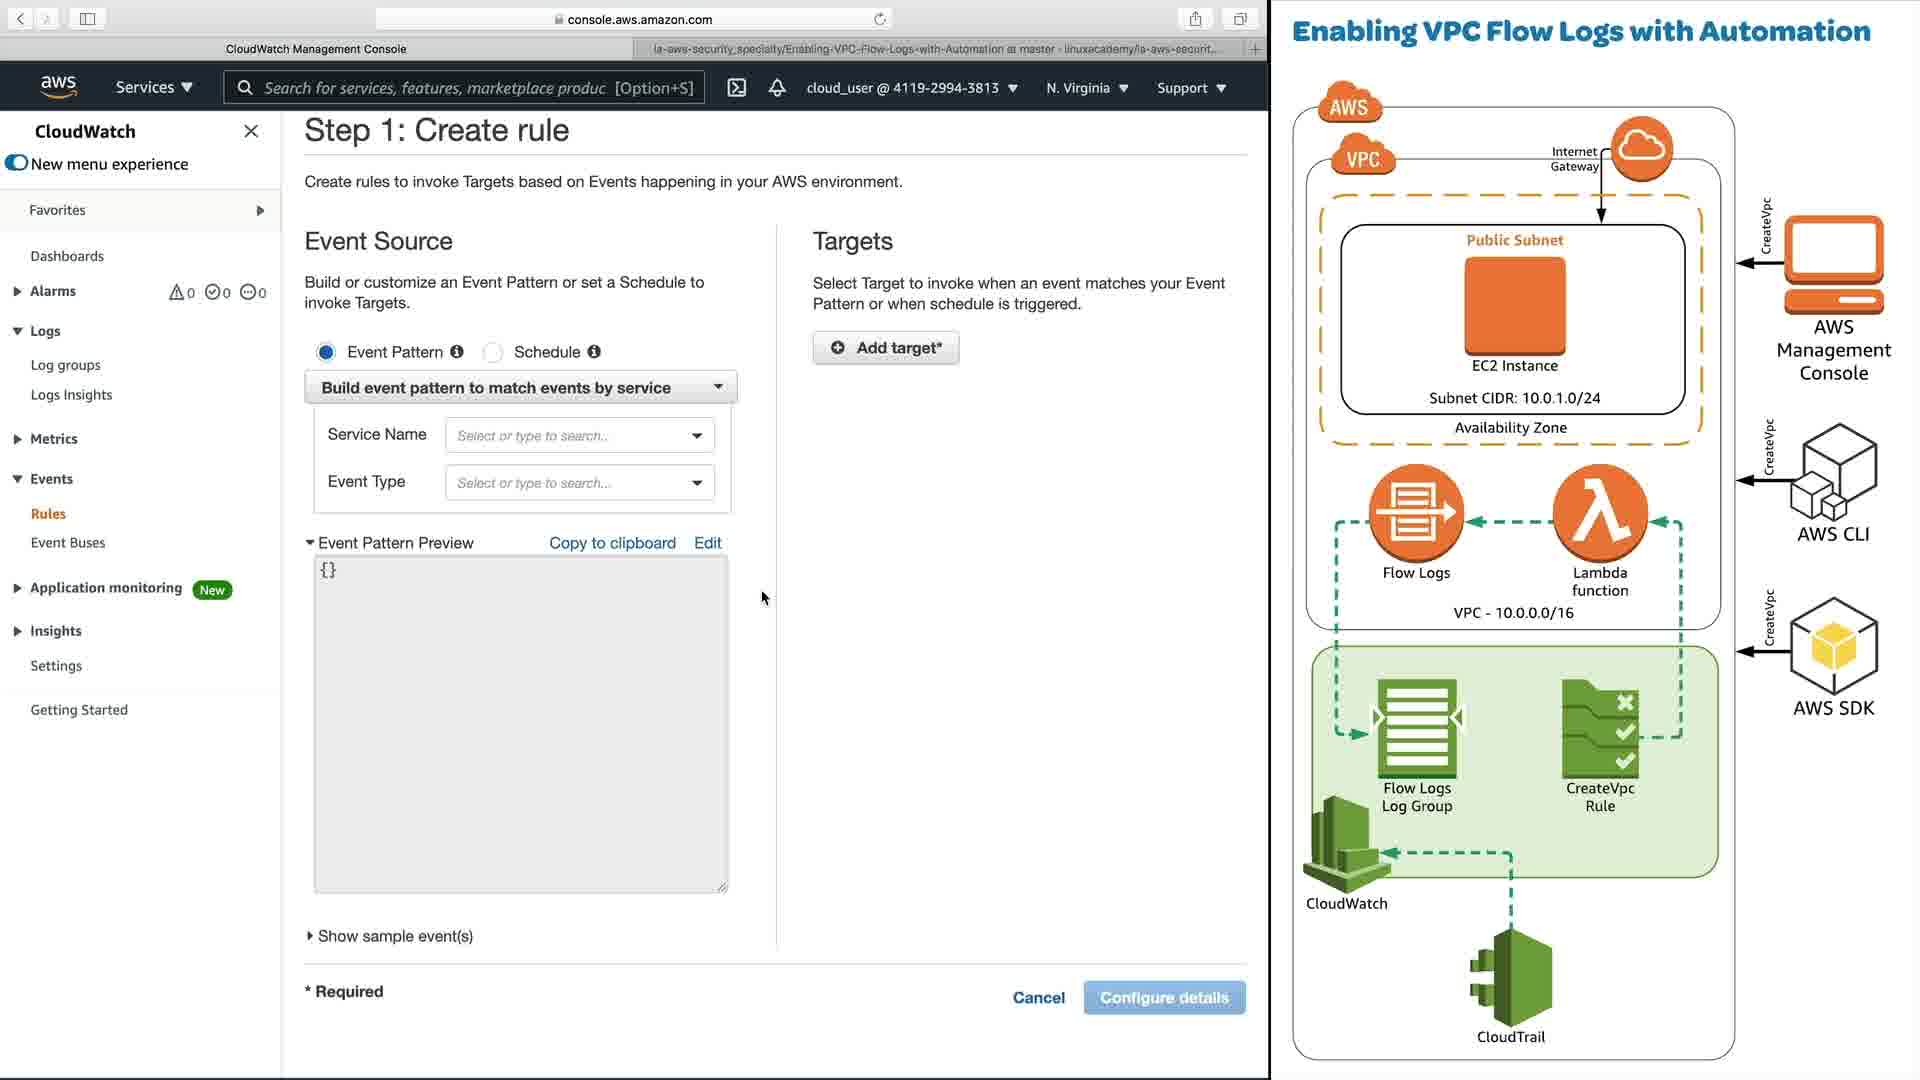 console.aws.amazon.com
CloudWatch Management Console
la-aws-security_specialty/Enabling-VPC-Flow-Logs-with-Automation at master · linuxacademy/la-aws-securit...
aws
Services
Search for services, features, marketplace produc [Option+S]
cloud_user @ 4119-2994-3813
N. Virginia
Support
CloudWatch
New menu experience
Favorites
Dashboards
Alarms
0 0 0
Logs
Log groups
Logs Insights
Metrics
Events
Rules
Event Buses
Application monitoring New
Insights
Settings
Getting Started
Step 1: Create rule
Create rules to invoke Targets based on Events happening in your AWS environment.
Event Source
Build or customize an Event Pattern or set a Schedule to
invoke Targets.
Event Pattern Schedule
Build event pattern to match events by service
Service Name Select or type to search..
Event Type Select or type to search...
Event Pattern Preview Copy to clipboard Edit
{}
Show sample event(s)
Targets
Select Target to invoke when an event matches your Event
Pattern or when schedule is triggered.
Add target*
* Required
Cancel Configure details
Enabling VPC Flow Logs with Automation
AWS
VPC
Internet
Gateway
Public Subnet
EC2 Instance
Subnet CIDR: 10.0.1.0/24
Availability Zone
Flow Logs
Lambda
function
VPC - 10.0.0.0/16
Flow Logs
Log Group
CreateVpc
Rule
CloudWatch
CloudTrail
CreateVpc
AWS
Management
Console
CreateVpc
AWS CLI
CreateVpc
AWS SDK